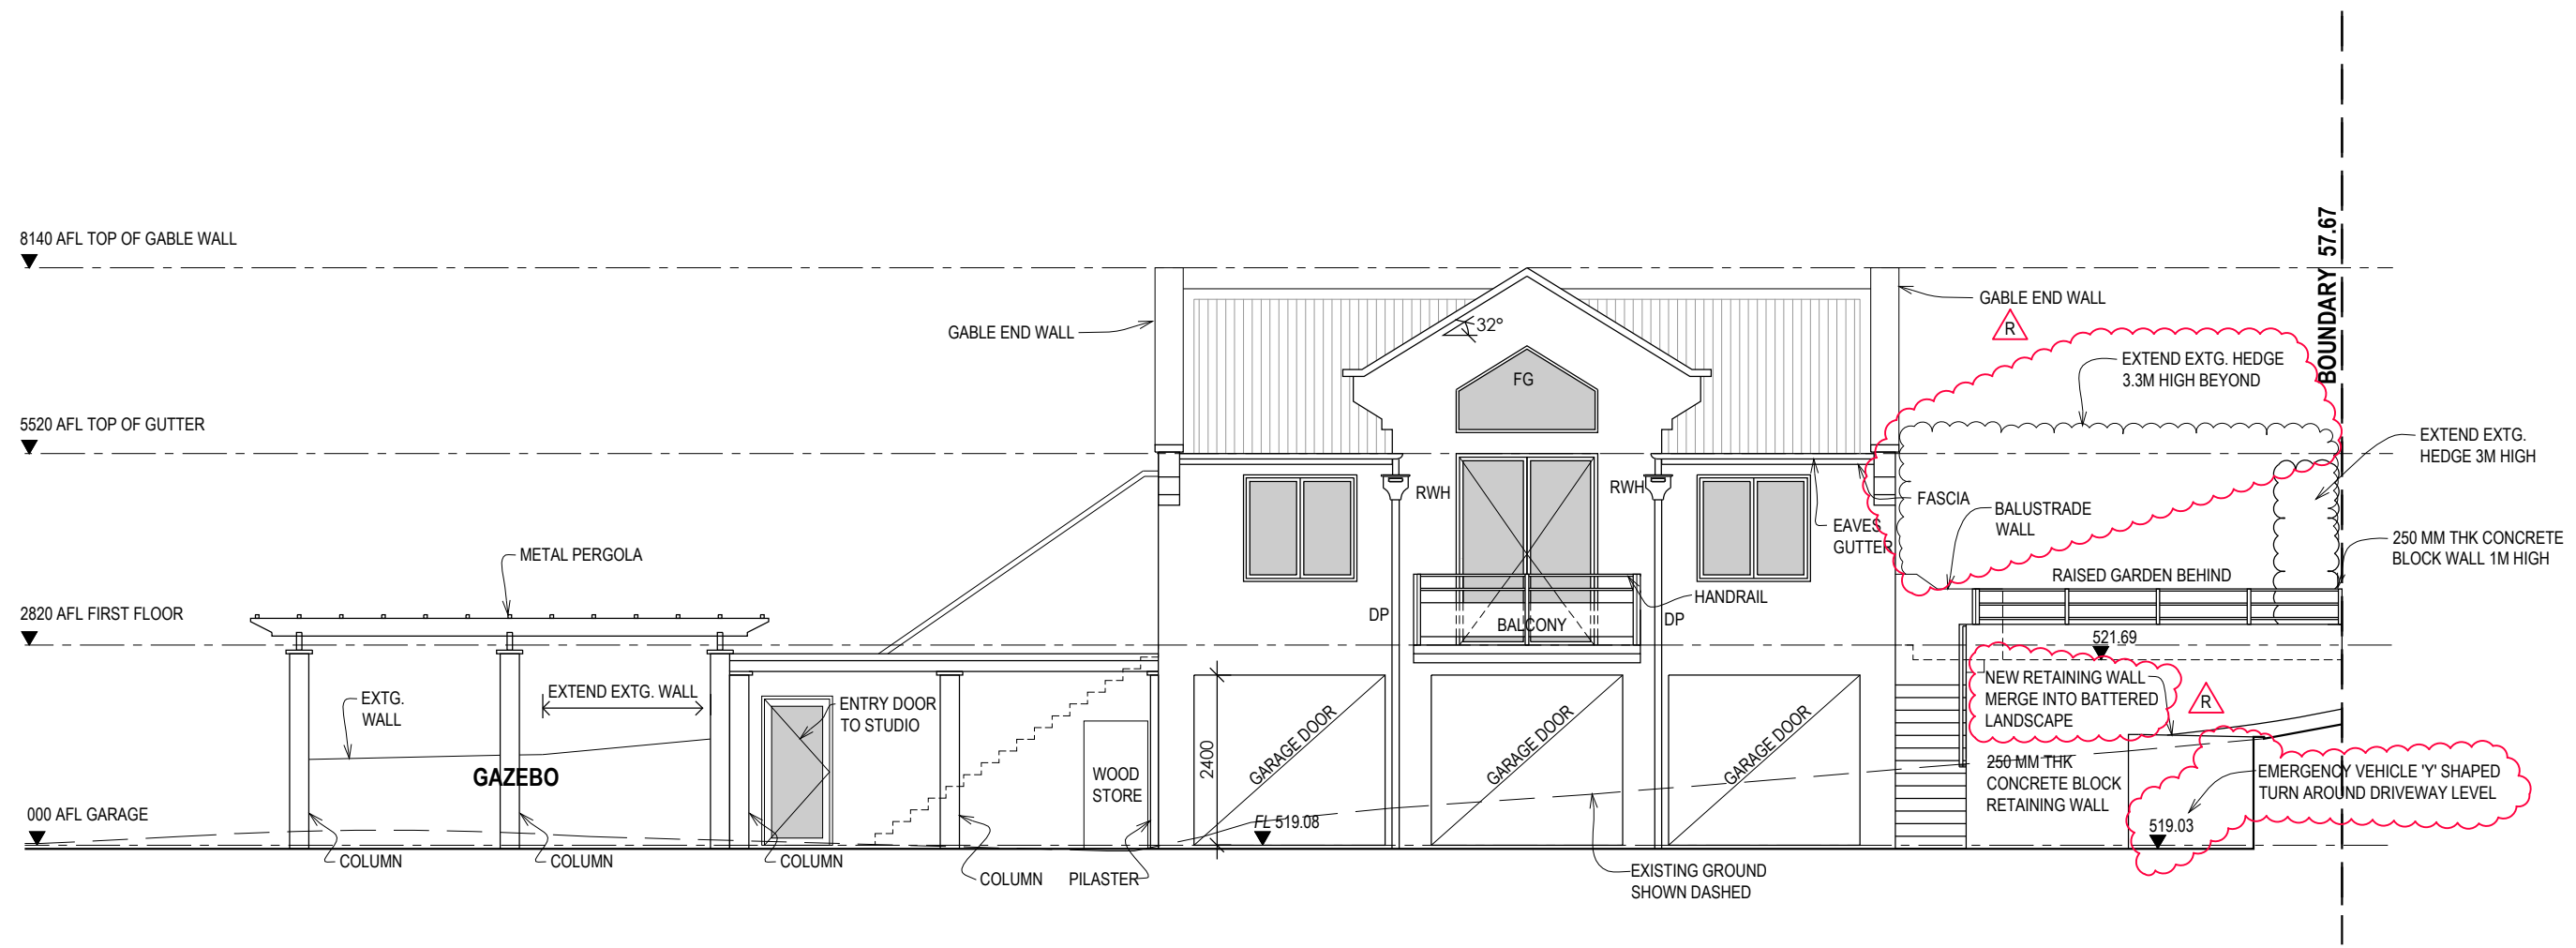 8140 AFL TOP OF GABLE WALL
5520 AFL TOP OF GUTTER
2820 AFL FIRST FLOOR
000 AFL GARAGE
METAL PERGOLA
EXTG.
WALL
EXTEND EXTG. WALL
GAZEBO
COLUMN
COLUMN
COLUMN
COLUMN
PILASTER
ENTRY DOOR
TO STUDIO
WOOD
STORE
GABLE END WALL
32°
FG
RWH
RWH
DP
DP
BALCONY
HANDRAIL
EAVES
GUTTER
FASCIA
2400
GARAGE DOOR
GARAGE DOOR
GARAGE DOOR
FL 519.08
EXISTING GROUND
SHOWN DASHED
GABLE END WALL
R
BOUNDARY 57.67
EXTEND EXTG. HEDGE
3.3M HIGH BEYOND
EXTEND EXTG.
HEDGE 3M HIGH
BALUSTRADE
WALL
250 MM THK CONCRETE
BLOCK WALL 1M HIGH
RAISED GARDEN BEHIND
521.69
NEW RETAINING WALL
MERGE INTO BATTERED
LANDSCAPE
R
250 MM THK
CONCRETE BLOCK
RETAINING WALL
EMERGENCY VEHICLE 'Y' SHAPED
TURN AROUND DRIVEWAY LEVEL
519.03